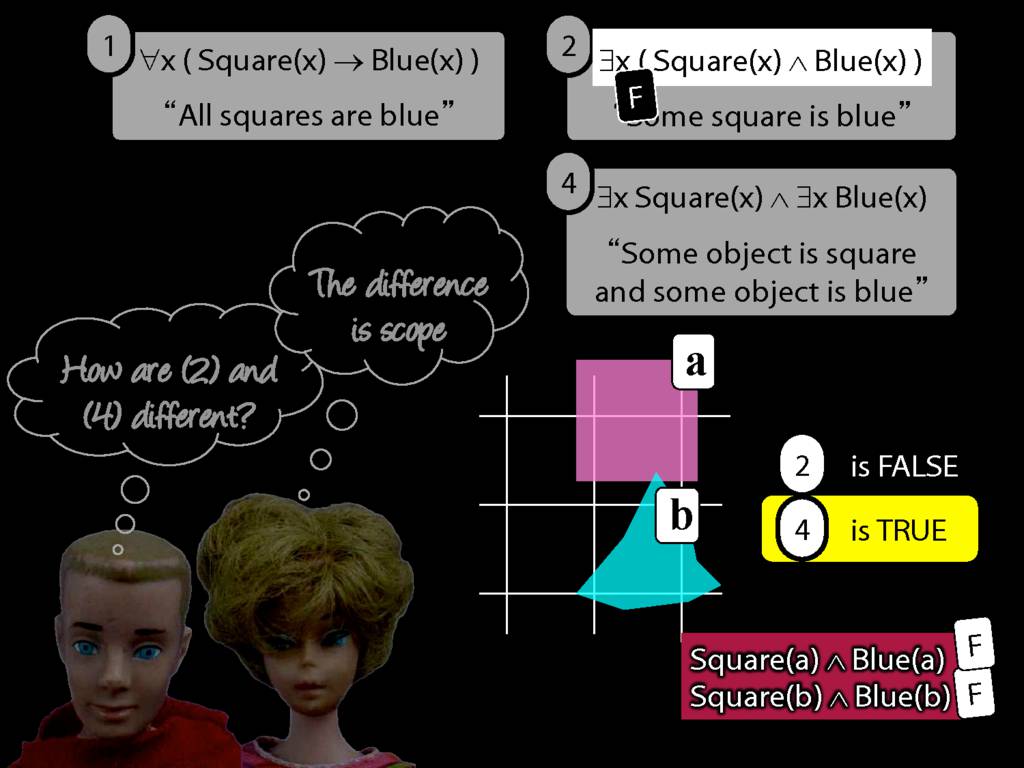 1
∀x ( Square(x) → Blue(x) )
“All squares are blue”
2
∃x ( Square(x) ∧ Blue(x) )
F
“Some square is blue”
4
∃x Square(x) ∧ ∃x Blue(x)
“Some object is square
and some object is blue”
The difference
is scope
How are (2) and
(4) different?
a
b
2 is FALSE
4 is TRUE
Square(a) ∧ Blue(a) F
Square(b) ∧ Blue(b) F